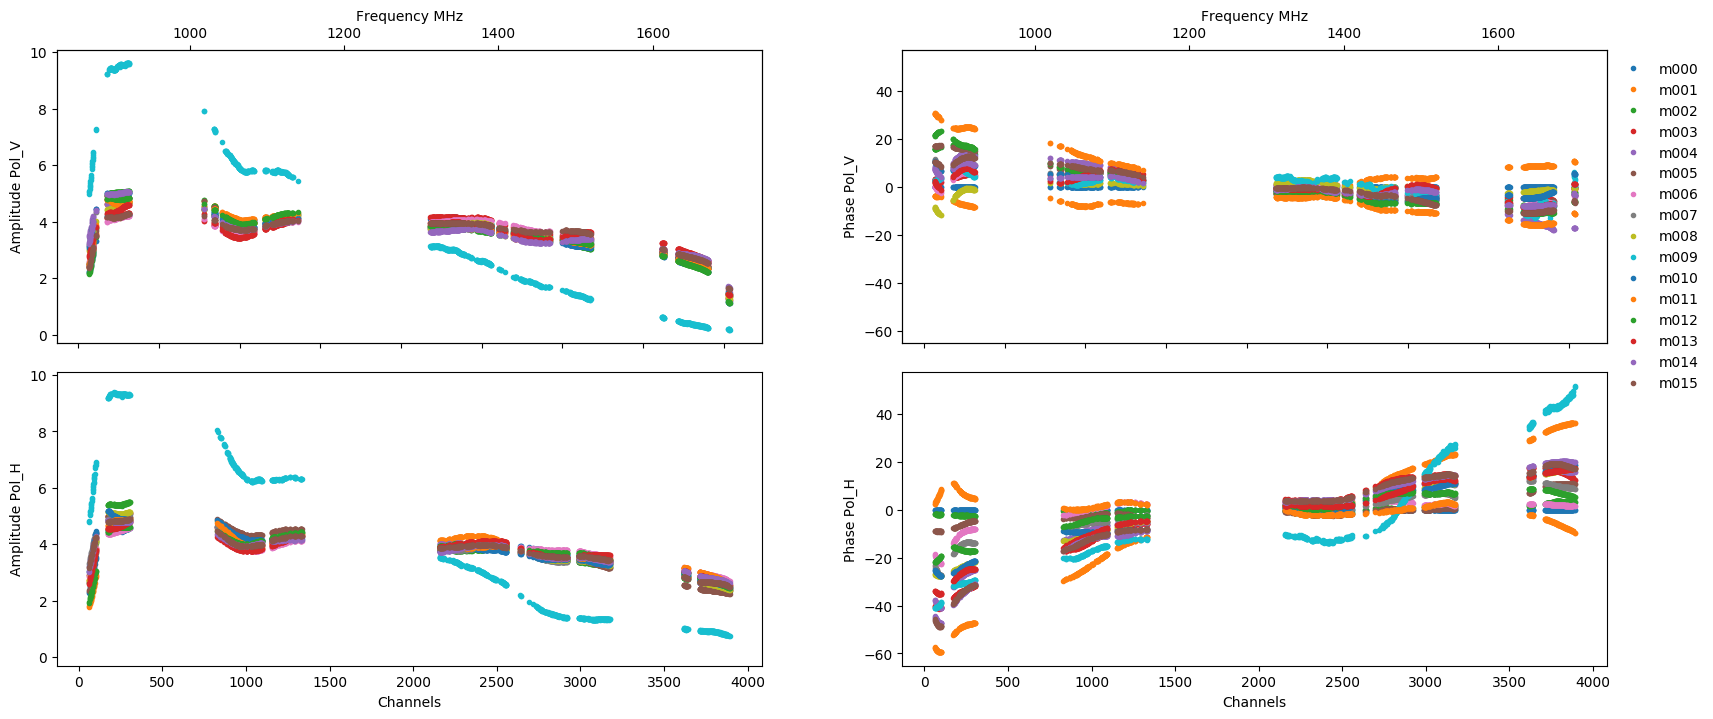 Frequency MHz
Frequency MHz
1000 1200 1400 1600
1000 1200 1400 1600
Amplitude Pol_V
10
8
6
4
2
0
Phase Pol_V
40
20
0
−20
−40
−60
m000
m001
m002
m003
m004
m005
m006
m007
m008
m009
m010
m011
m012
m013
m014
m015
Amplitude Pol_H
10
8
6
4
2
0
0 500 1000 1500 2000 2500 3000 3500 4000
Channels
Phase Pol_H
40
20
0
−20
−40
−60
0 500 1000 1500 2000 2500 3000 3500 4000
Channels